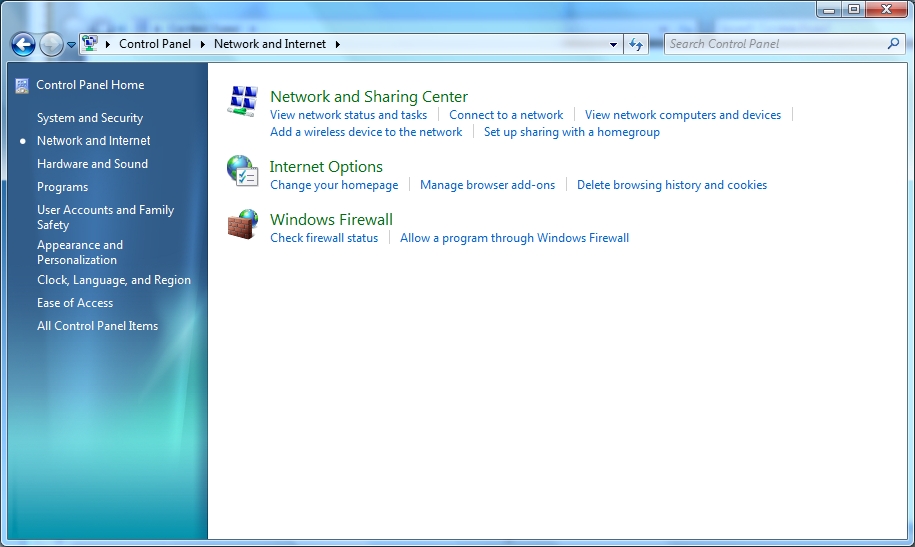 Control Panel Network and Internet
Search Control Panel
Control Panel Home
System and Security
Network and Internet
Hardware and Sound
Programs
User Accounts and Family
Safety
Appearance and
Personalization
Clock, Language, and Region
Ease of Access
All Control Panel Items
Network and Sharing Center
View network status and tasks Connect to a network View network computers and devices
Add a wireless device to the network Set up sharing with a homegroup
Internet Options
Change your homepage Manage browser add-ons Delete browsing history and cookies
Windows Firewall
Check firewall status Allow a program through Windows Firewall